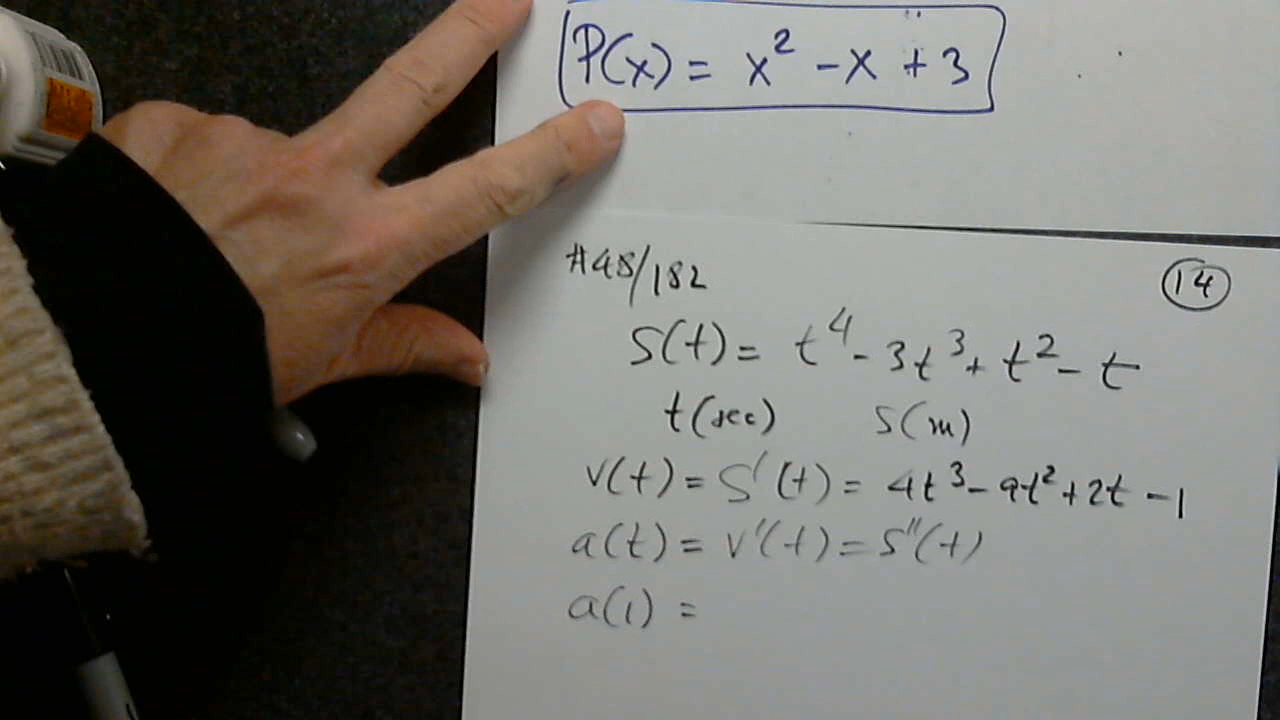 P(x) = x² - x + 3
#48/182
14
S(t) = t⁴ - 3t³ + t² - t
t(sec) S(m)
v(t) = S'(t) = 4t³ - 9t² + 2t - 1
a(t) = v'(t) = S''(t)
a(1) =